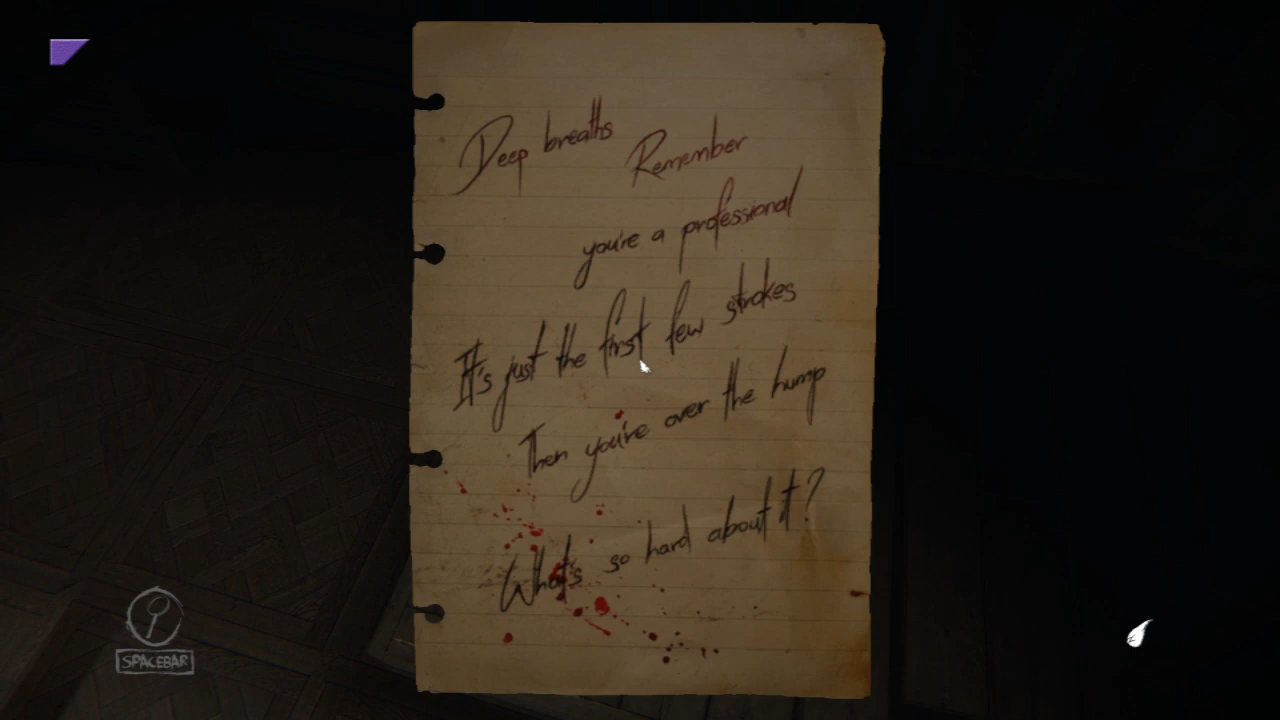 Deep breaths
Remember
you're a professional
It's just the first few strokes
Then you're over the hump
What's so hard about it?
SPACEBAR